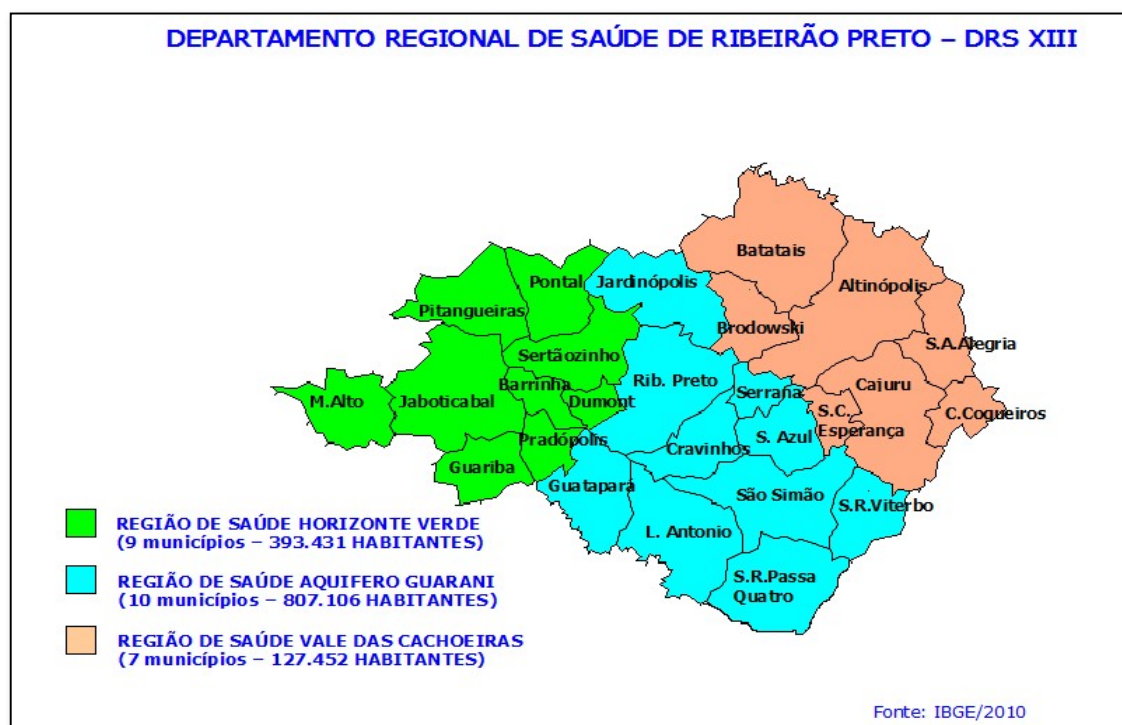 DEPARTAMENTO REGIONAL DE SAÚDE DE RIBEIRÃO PRETO – DRS XIII
Batatais
Pontal
Jardinópolis
Altinópolis
Pitangueiras
Brodowski
S.A.Alegria
Sertãozinho
Rib. Preto
Barrinha
Serrana
Cajuru
M.Alto
Jaboticabal
Dumont
S.C.
Esperança
C.Coqueiros
Pradópolis
Cravinhos
S. Azul
Guariba
Guatapará
São Simão
S.R.Viterbo
L. Antonio
S.R.Passa
Quatro
REGIÃO DE SAÚDE HORIZONTE VERDE
(9 municípios – 393.431 HABITANTES)
REGIÃO DE SAÚDE AQUIFERO GUARANI
(10 municípios – 807.106 HABITANTES)
REGIÃO DE SAÚDE VALE DAS CACHOEIRAS
(7 municípios – 127.452 HABITANTES)
Fonte: IBGE/2010